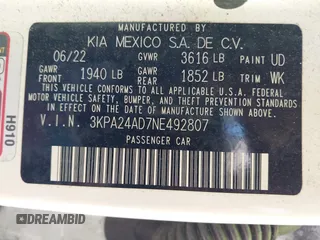 MANUFACTURED BY
KIA MEXICO S.A. DE C.V.
06/22 GVWR 3616 LB PAINT UD
GAWR FRONT 1940 LB GAWR REAR 1852 LB TRIM WK
THIS VEHICLE CONFORMS TO ALL APPLICABLE U.S.A. FEDERAL
MOTOR VEHICLE SAFETY, BUMPER, AND THEFT PREVENTION
STANDARDS IN EFFECT ON THE DATE OF MANUFACTURE SHOWN ABOVE.
V.I.N. 3KPA24AD7NE492807
PASSENGER CAR
H910
DREAMBID